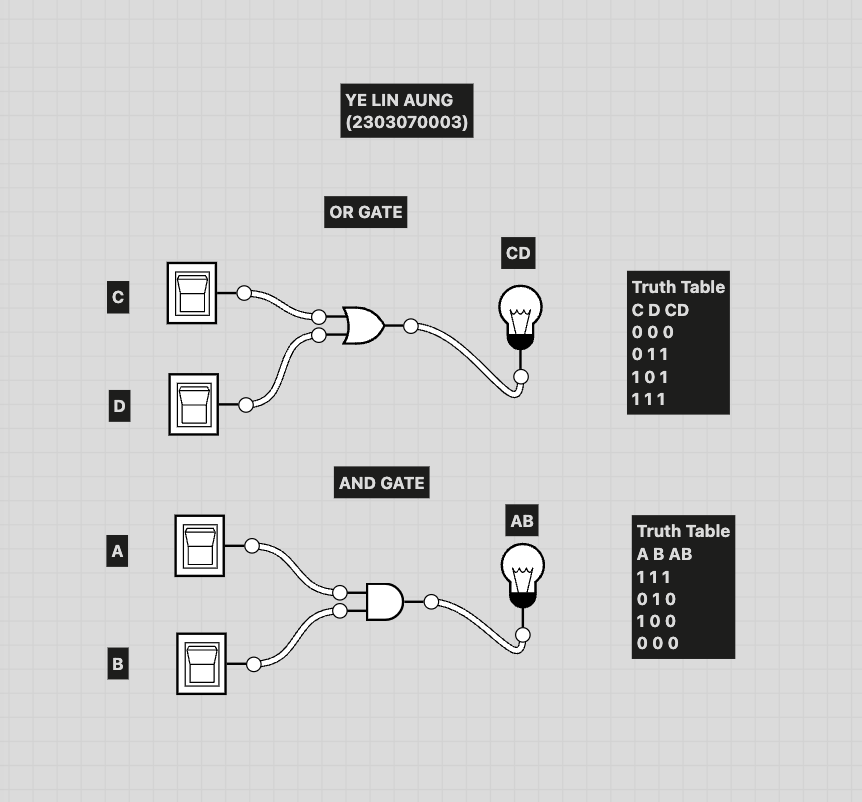 YE LIN AUNG
(2303070003)
OR GATE
CD
C
D
Truth Table
C D CD
0 0 0
0 1 1
1 0 1
1 1 1
AND GATE
AB
A
B
Truth Table
A B AB
1 1 1
0 1 0
1 0 0
0 0 0